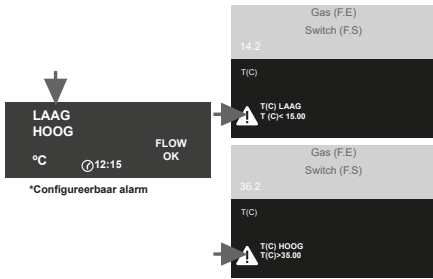 LAAG
HOOG
FLOW
OK
ºC
12:15
*Configureerbaar alarm
Gas (F.E)
Switch (F.S)
14.2
T(C)
T(C) LAAG
T (C)< 15.00
Gas (F.E)
Switch (F.S)
36.2
T(C)
T(C) HOOG
T(C)>35.00